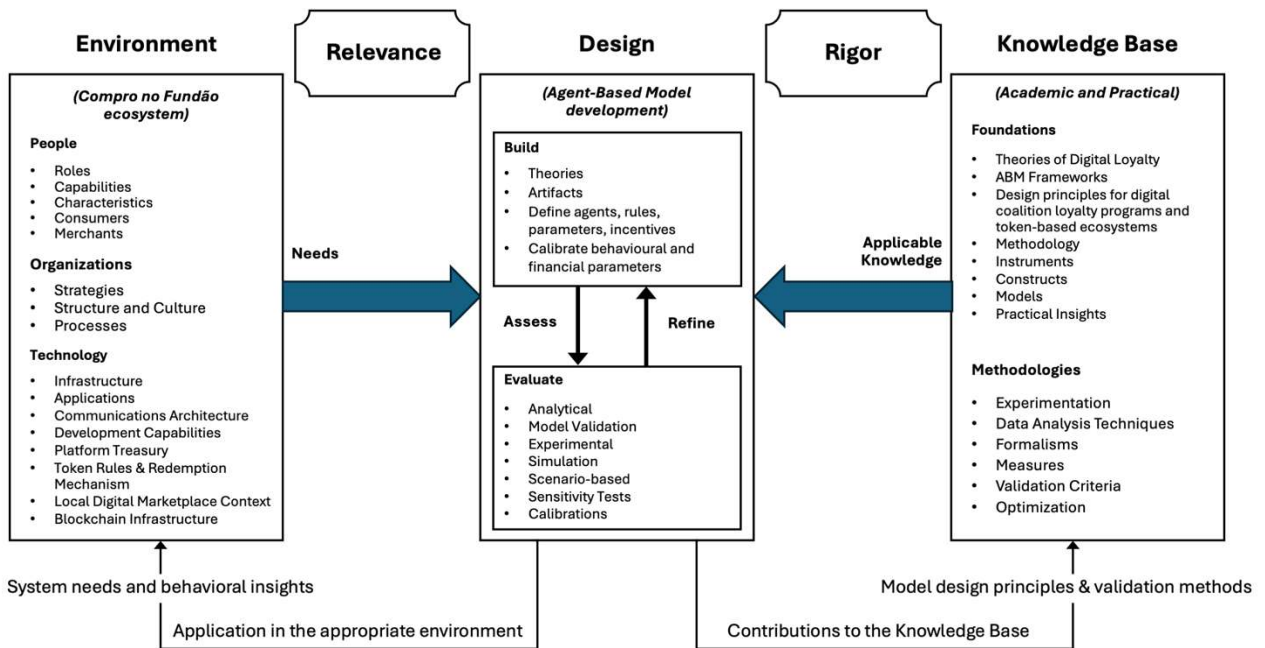 Environment
Relevance
Design
Rigor
Knowledge Base
(Compro no Fundão
ecosystem)
People
• Roles
• Capabilities
• Characteristics
• Consumers
• Merchants
Organizations
• Strategies
• Structure and Culture
• Processes
Technology
• Infrastructure
• Applications
• Communications Architecture
• Development Capabilities
• Platform Treasury
• Token Rules & Redemption
Mechanism
• Local Digital Marketplace Context
• Blockchain Infrastructure
Needs
(Agent-Based Model
development)
Build
• Theories
• Artifacts
• Define agents, rules,
parameters, incentives
• Calibrate behavioural and
financial parameters
Assess
Refine
Evaluate
• Analytical
• Model Validation
• Experimental
• Simulation
• Scenario-based
• Sensitivity Tests
• Calibrations
Applicable
Knowledge
(Academic and Practical)
Foundations
• Theories of Digital Loyalty
• ABM Frameworks
• Design principles for digital
coalition loyalty programs and
token-based ecosystems
• Methodology
• Instruments
• Constructs
• Models
• Practical Insights
Methodologies
• Experimentation
• Data Analysis Techniques
• Formalisms
• Measures
• Validation Criteria
• Optimization
System needs and behavioral insights
Model design principles & validation methods
Application in the appropriate environment
Contributions to the Knowledge Base